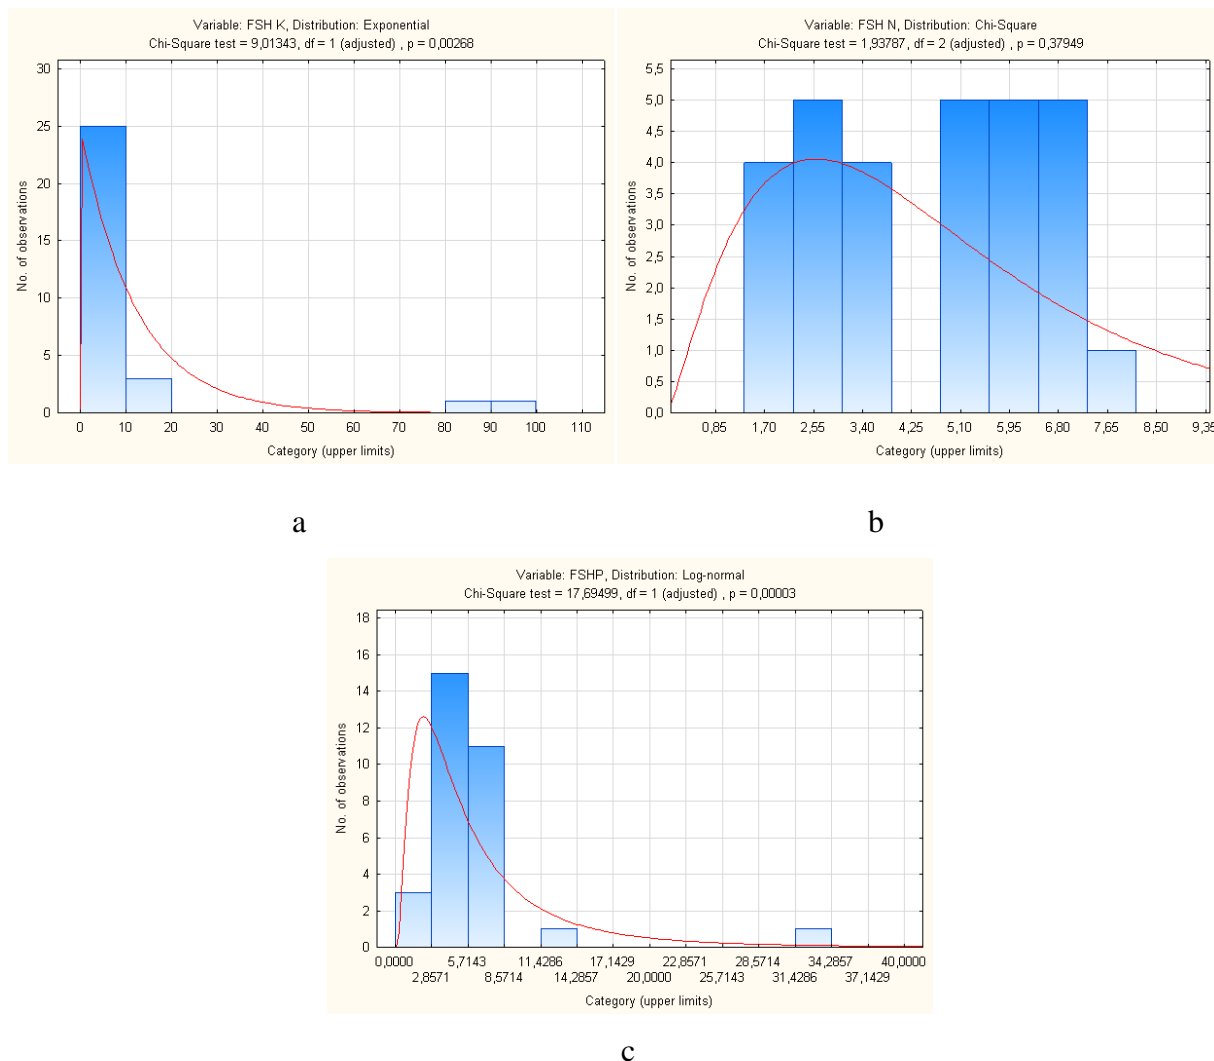 Variable: FSH K, Distribution: Exponential
Chi-Square test = 9,01343, df = 1 (adjusted) , p = 0,00268
No. of observations
30
25
20
15
10
5
0
0 10 20 30 40 50 60 70 80 90 100 110
Category (upper limits)
a
Variable: FSH N, Distribution: Chi-Square
Chi-Square test = 1,93787, df = 2 (adjusted) , p = 0,37949
No. of observations
5,5
5,0
4,5
4,0
3,5
3,0
2,5
2,0
1,5
1,0
0,5
0,0
0,85 1,70 2,55 3,40 4,25 5,10 5,95 6,80 7,65 8,50 9,35
Category (upper limits)
b
Variable: FSHP, Distribution: Log-normal
Chi-Square test = 17,69499, df = 1 (adjusted) , p = 0,00003
No. of observations
18
16
14
12
10
8
6
4
2
0
0,0000 5,7143 11,4286 17,1429 22,8571 28,5714 34,2857 40,0000
2,8571 8,5714 14,2857 20,0000 25,7143 31,4286 37,1429
Category (upper limits)
c